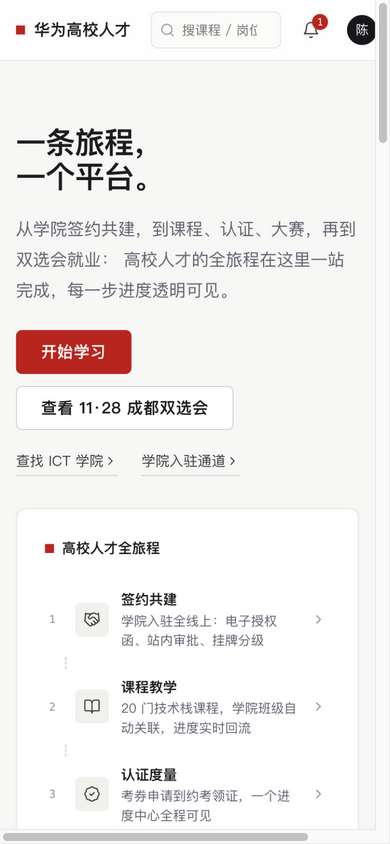 华为高校人才
搜课程 / 岗位
1
陈
一条旅程，
一个平台。
从学院签约共建，到课程、认证、大赛，再到
双选会就业： 高校人才的全旅程在这里一站
完成，每一步进度透明可见。
开始学习
查看 11·28 成都双选会
查找 ICT 学院
学院入驻通道
高校人才全旅程
1
签约共建
学院入驻全线上：电子授权
函、站内审批、挂牌分级
2
课程教学
20 门技术栈课程，学院班级自
动关联，进度实时回流
3
认证度量
考券申请到约考领证，一个进
度中心全程可见